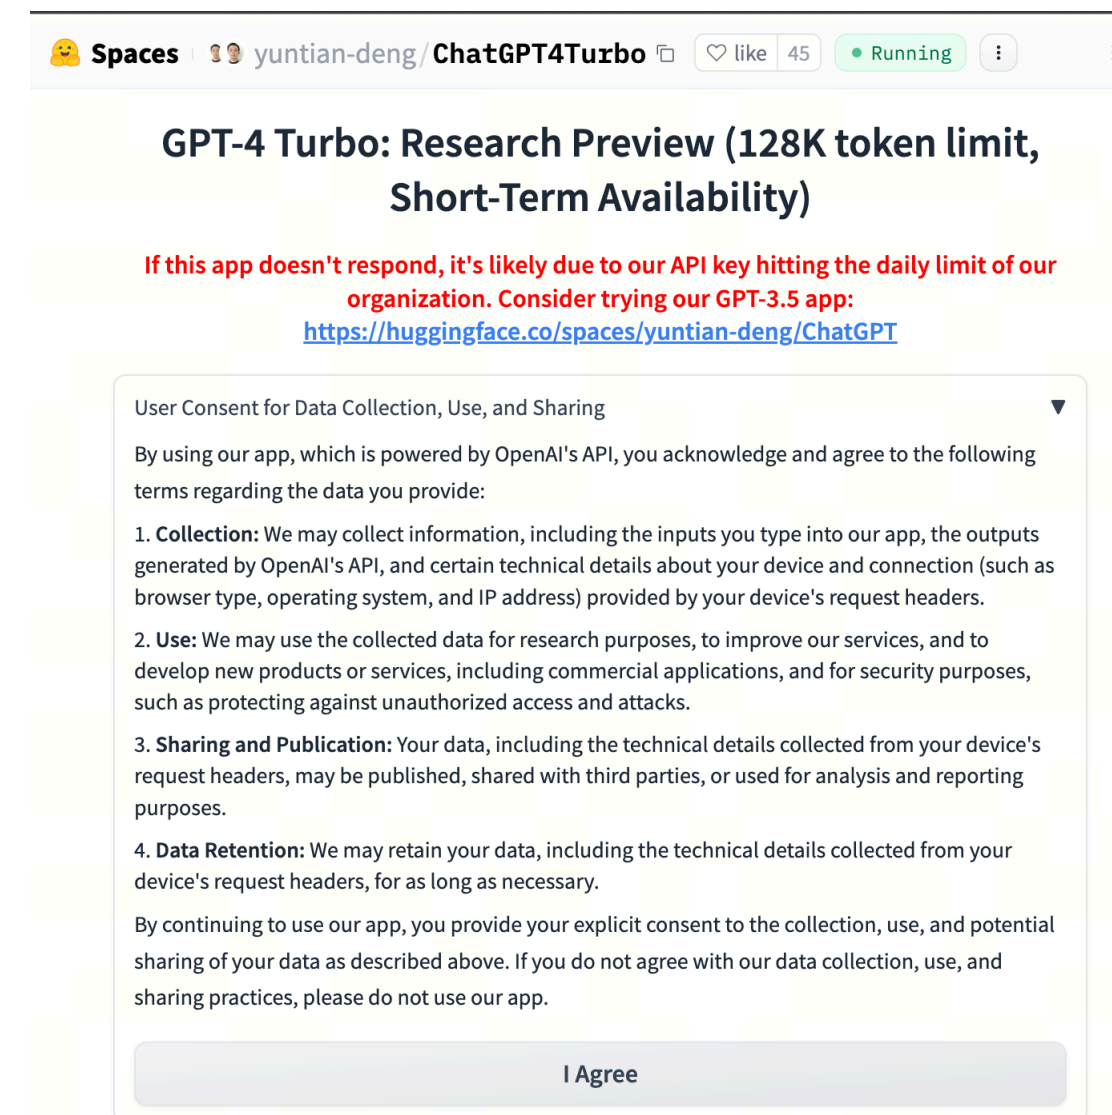 Spaces yuntian-deng/ChatGPT4Turbo like 45 Running
GPT-4 Turbo: Research Preview (128K token limit,
Short-Term Availability)
If this app doesn't respond, it's likely due to our API key hitting the daily limit of our
organization. Consider trying our GPT-3.5 app:
https://huggingface.co/spaces/yuntian-deng/ChatGPT
User Consent for Data Collection, Use, and Sharing
By using our app, which is powered by OpenAI's API, you acknowledge and agree to the following
terms regarding the data you provide:
1. Collection: We may collect information, including the inputs you type into our app, the outputs
generated by OpenAI's API, and certain technical details about your device and connection (such as
browser type, operating system, and IP address) provided by your device's request headers.
2. Use: We may use the collected data for research purposes, to improve our services, and to
develop new products or services, including commercial applications, and for security purposes,
such as protecting against unauthorized access and attacks.
3. Sharing and Publication: Your data, including the technical details collected from your device's
request headers, may be published, shared with third parties, or used for analysis and reporting
purposes.
4. Data Retention: We may retain your data, including the technical details collected from your
device's request headers, for as long as necessary.
By continuing to use our app, you provide your explicit consent to the collection, use, and potential
sharing of your data as described above. If you do not agree with our data collection, use, and
sharing practices, please do not use our app.
I Agree